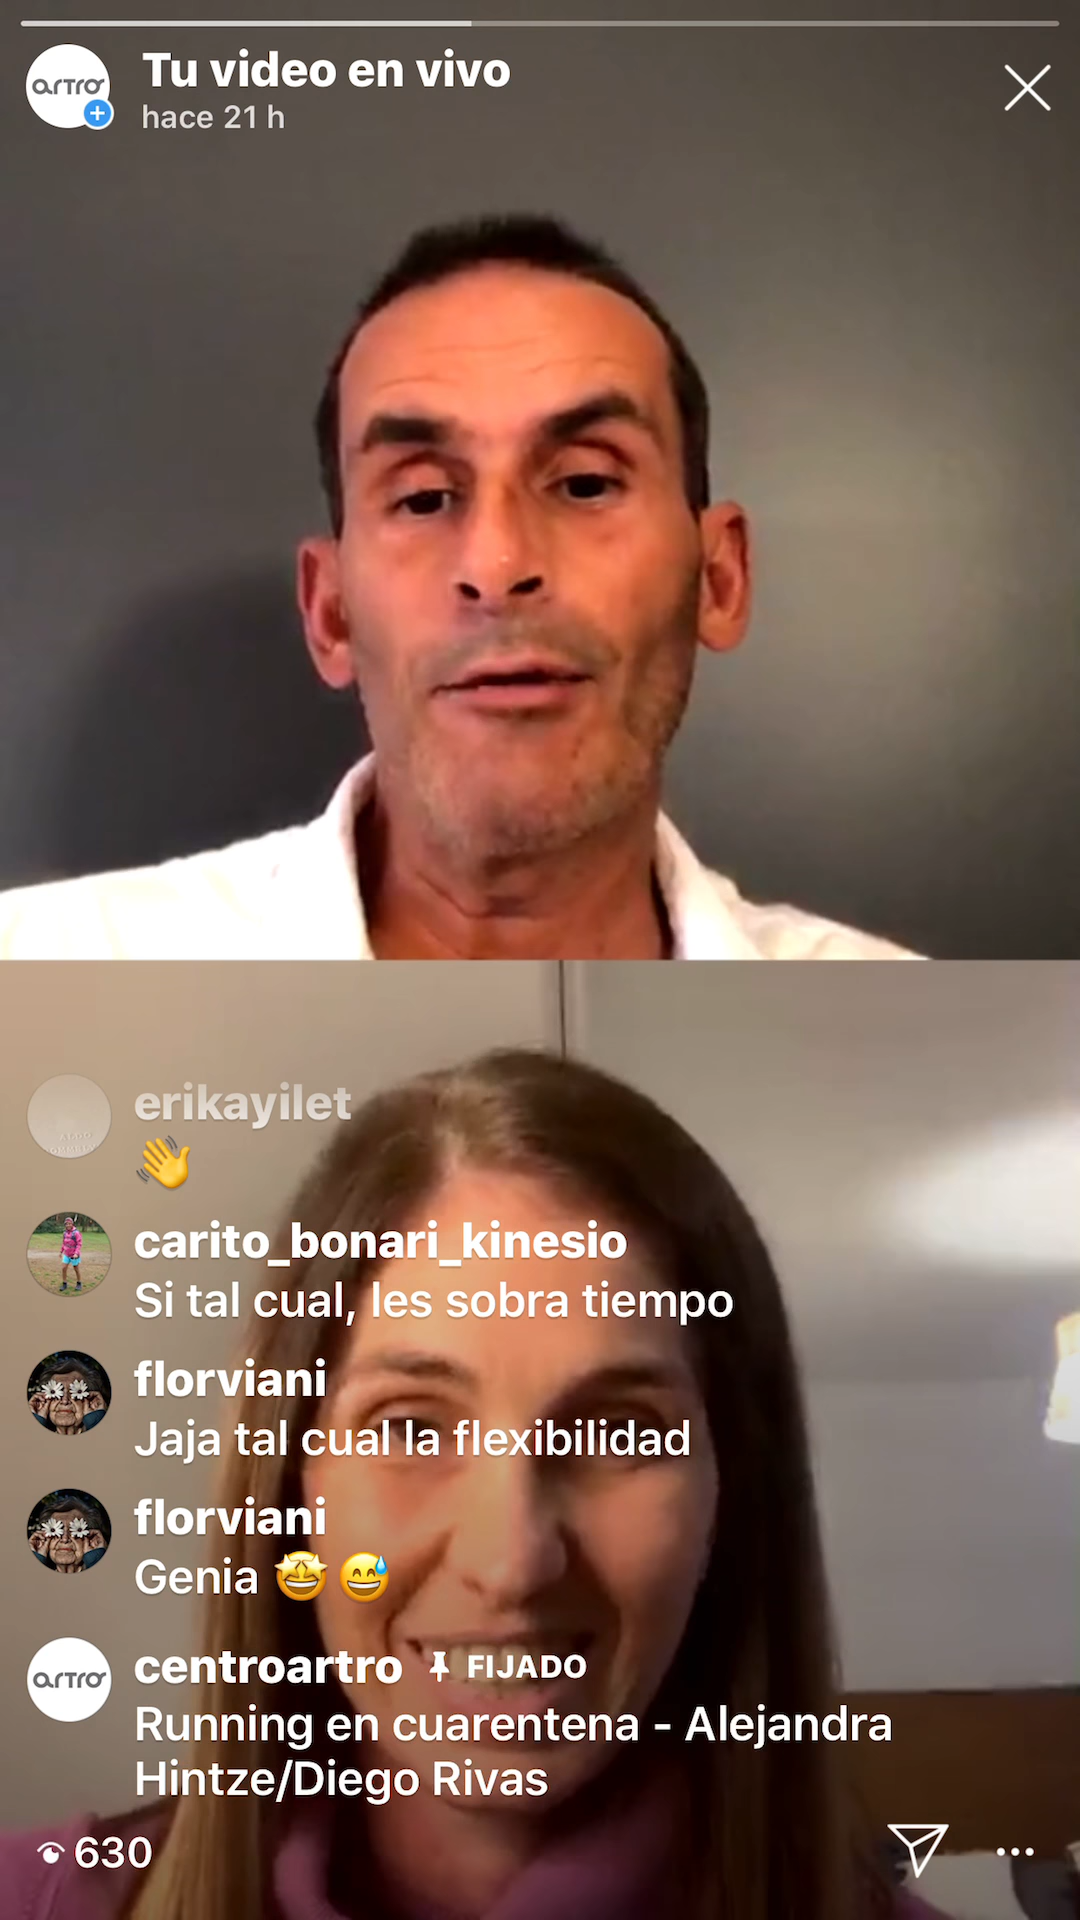 artro
Tu video en vivo
hace 21 h
erikayilet
👋
carito_bonari_kinesio
Si tal cual, les sobra tiempo
florviani
Jaja tal cual la flexibilidad
florviani
Genia 🤩 😅
artro
centroartro FIJADO
Running en cuarentena - Alejandra
Hintze/Diego Rivas
630